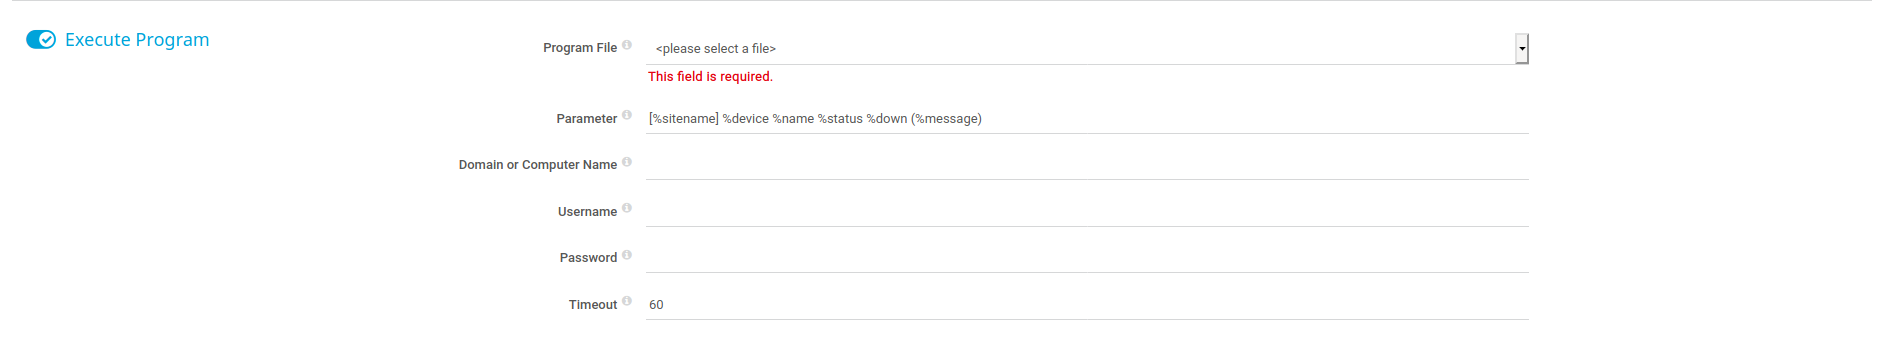 Execute Program
Program File <please select a file>
This field is required.
Parameter [%sitename] %device %name %status %down (%message)
Domain or Computer Name
Username
Password
Timeout 60